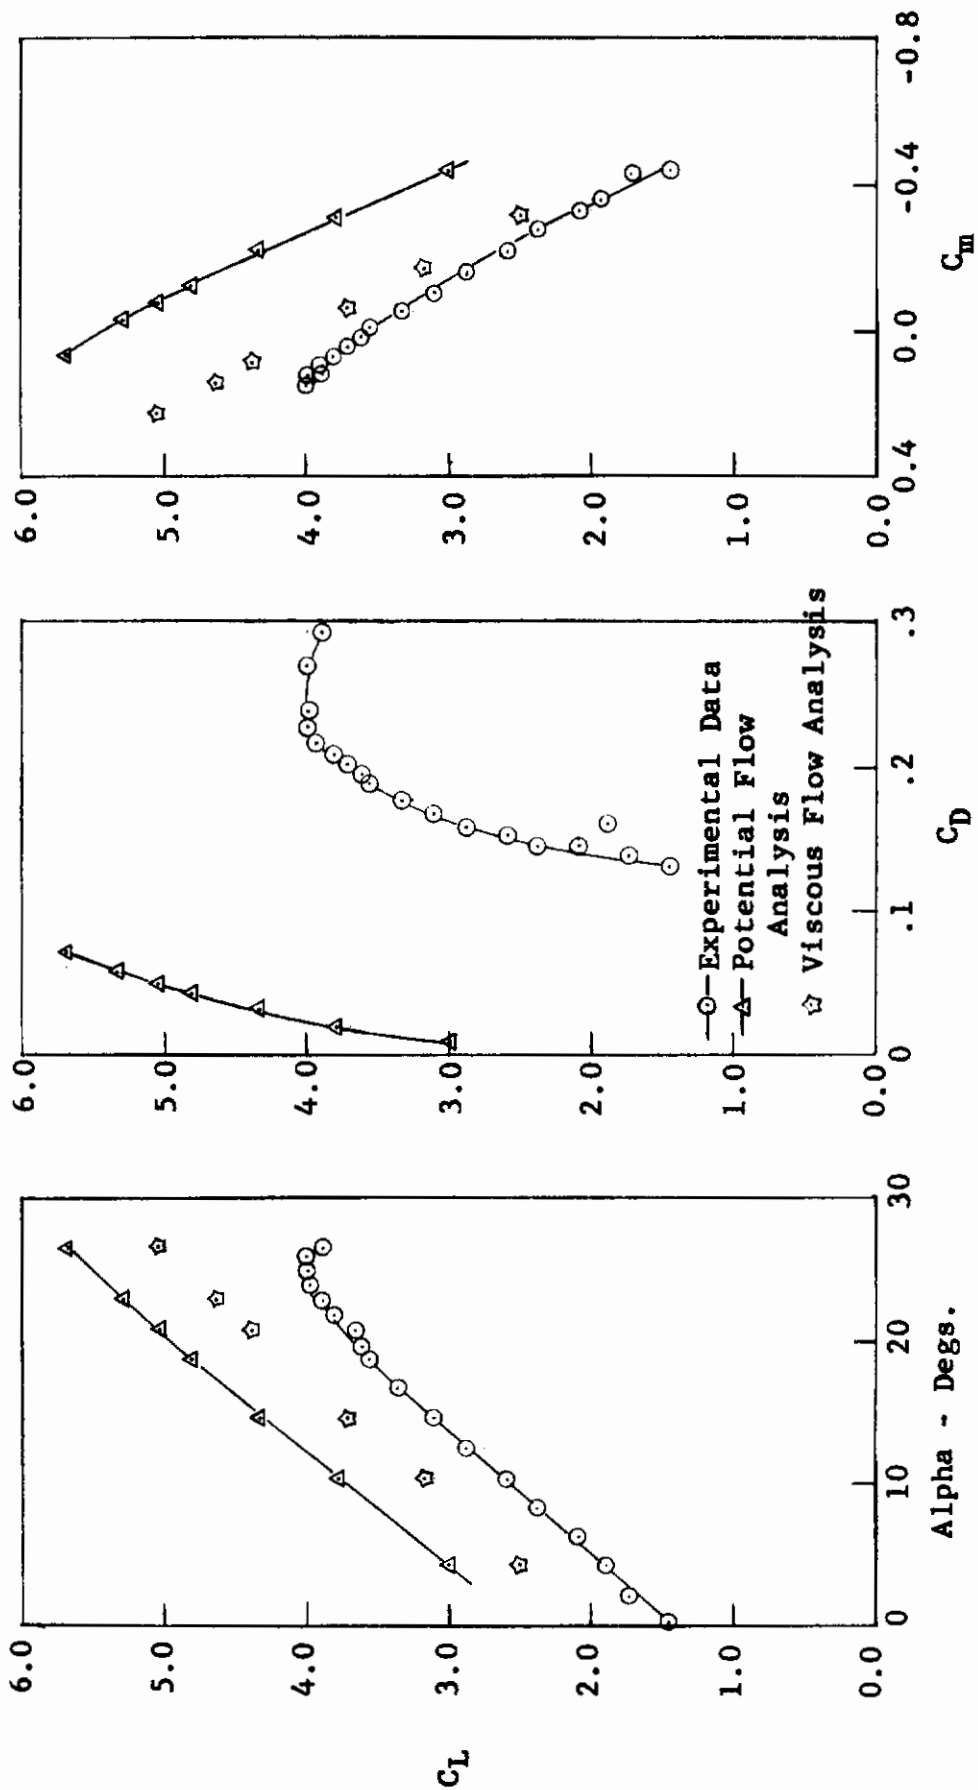 6.0
5.0
4.0
3.0
2.0
1.0
0.0
C_L
0 10 20 30
Alpha - Degs.
6.0
5.0
4.0
3.0
2.0
1.0
0.0
0 .1 .2 .3
C_D
Experimental Data
Potential Flow
Analysis
Viscous Flow Analysis
6.0
5.0
4.0
3.0
2.0
1.0
0.0
0.4 0.0 -0.4 -0.8
C_m